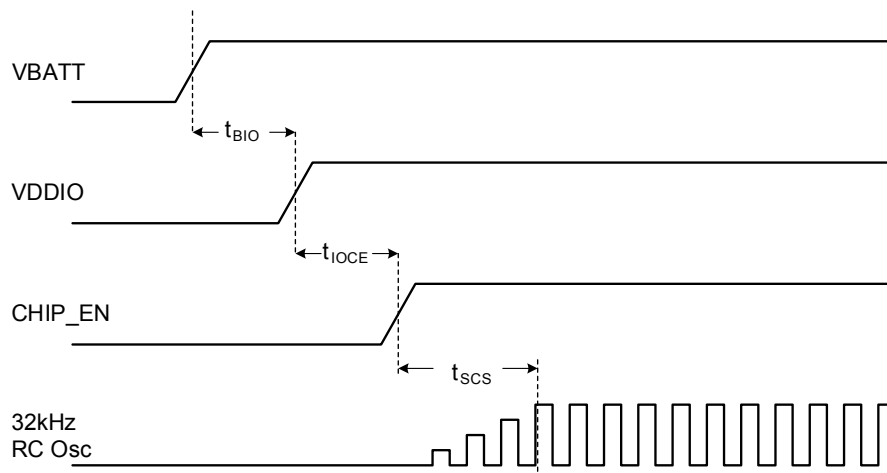 VBATT
tBIO
VDDIO
tIOCE
CHIP_EN
tSCS
32kHz
RC Osc